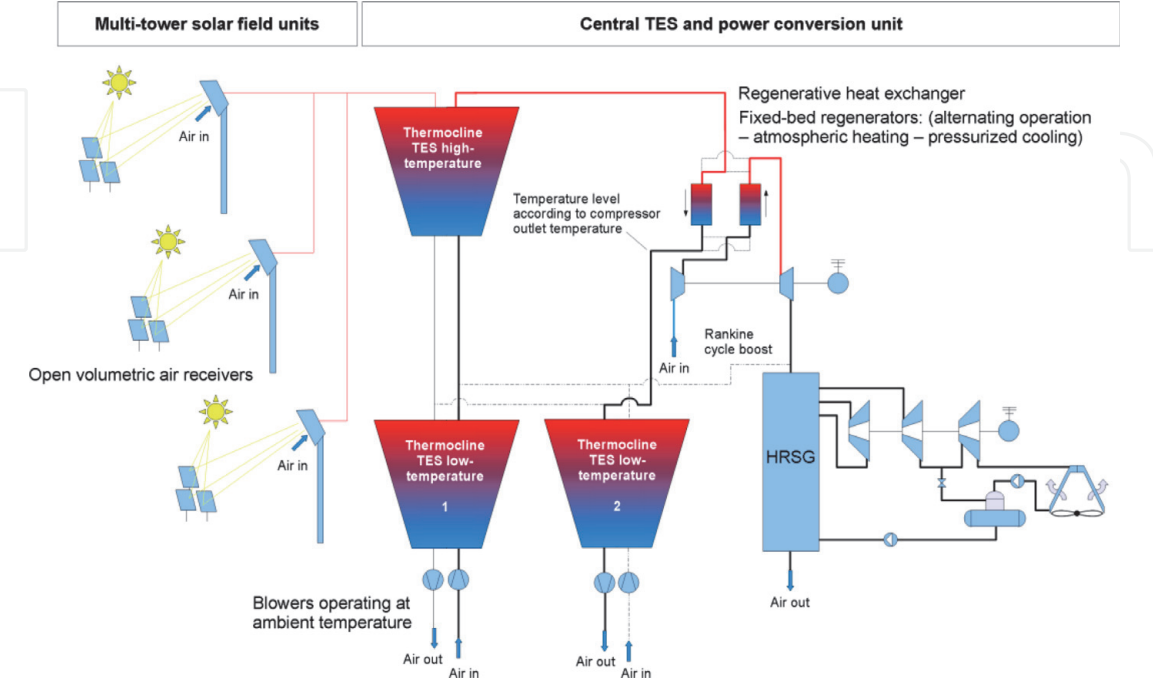 Multi-tower solar field units
Central TES and power conversion unit
Air in
Air in
Open volumetric air receivers
Air in
Thermocline
TES high-
temperature
Regenerative heat exchanger
Fixed-bed regenerators: (alternating operation
– atmospheric heating – pressurized cooling)
Temperature level
according to compressor
outlet temperature
Air in
Rankine
cycle boost
Thermocline
TES low-
temperature
1
Thermocline
TES low-
temperature
2
HRSG
Air out
Blowers operating at
ambient temperature
Air out
Air in
Air out
Air in